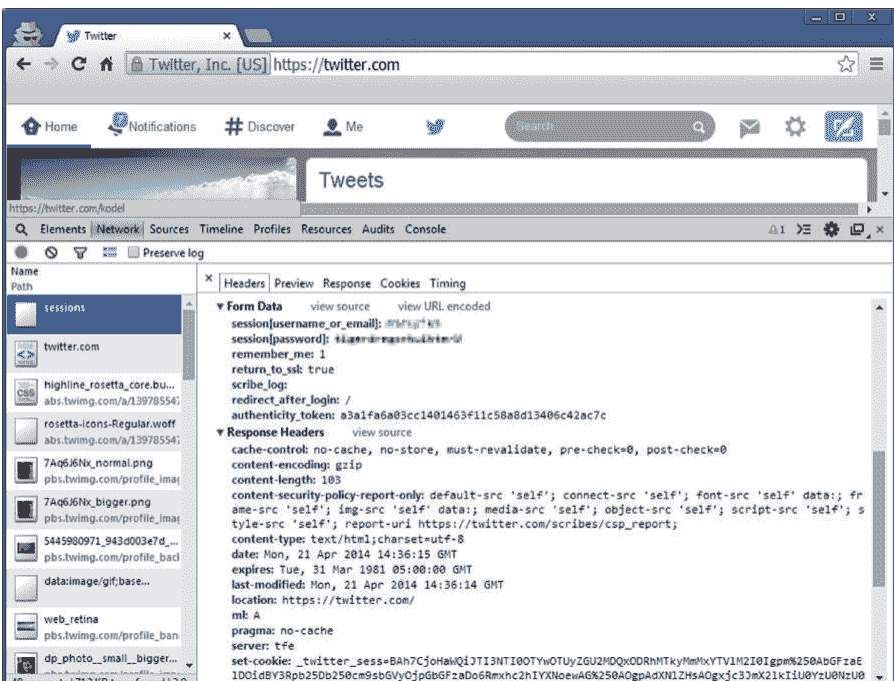 Twitter
Twitter, Inc. [US] https://twitter.com
Home Notifications Discover Me Search
Tweets
https://twitter.com/kodel
Elements Network Sources Timeline Profiles Resources Audits Console 1
Preserve log
Name
Path
Headers Preview Response Cookies Timing
sessions
twitter.com
highline_rosetta_core.bu...
abs.twimg.com/a/139785547
rosetta-icons-Regular.woff
abs.twimg.com/a/139785547
7Aq6J6Nx_normal.png
pbs.twimg.com/profile_imag
7Aq6J6Nx_bigger.png
pbs.twimg.com/profile_imag
5445980971_943d003e7d_...
pbs.twimg.com/profile_back
data:image/gif;base...
web_retina
pbs.twimg.com/profile_ban
dp_photo__small__bigger...
Form Data view source view URL encoded
session[username_or_email]:
session[password]:
remember_me: 1
return_to_ssl: true
scribe_log:
redirect_after_login: /
authenticity_token: a3a1fa6a03cc1401463f11c58a8d13406c42ac7c
Response Headers view source
cache-control: no-cache, no-store, must-revalidate, pre-check=0, post-check=0
content-encoding: gzip
content-length: 103
content-security-policy-report-only: default-src 'self'; connect-src 'self'; font-src 'self' data:; fr
ame-src 'self'; img-src 'self' data:; media-src 'self'; object-src 'self'; script-src 'self'; s
tyle-src 'self'; report-uri https://twitter.com/scribes/csp_report;
content-type: text/html;charset=utf-8
date: Mon, 21 Apr 2014 14:36:15 GMT
expires: Tue, 31 Mar 1981 05:00:00 GMT
last-modified: Mon, 21 Apr 2014 14:36:14 GMT
location: https://twitter.com/
ml: A
pragma: no-cache
server: tfe
set-cookie: